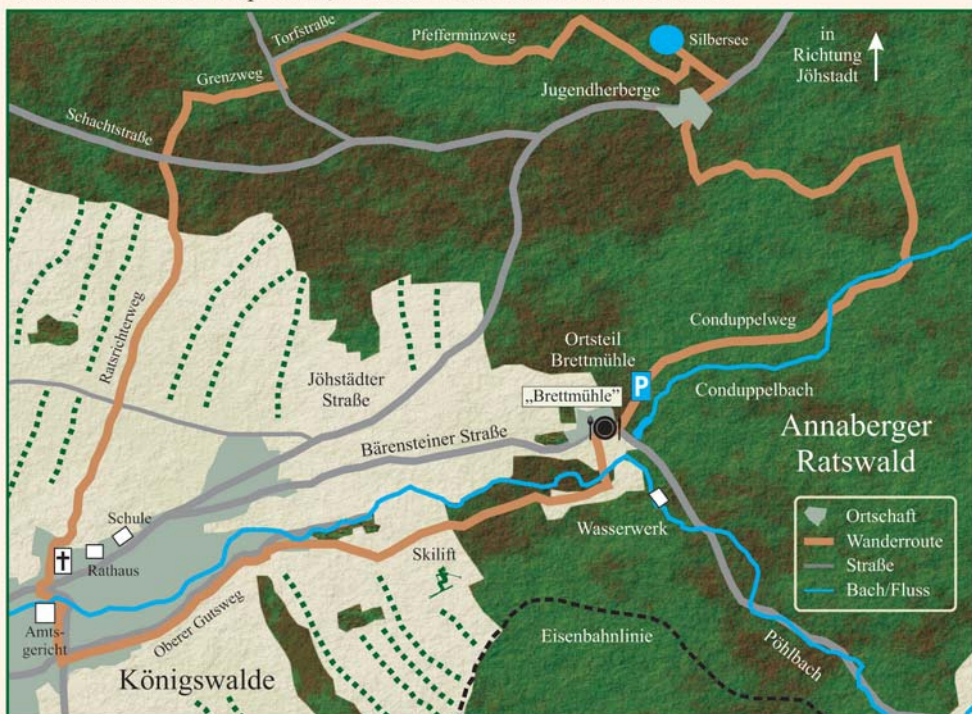 Torfstraße
Pfefferminzweg
Silbersee
in
Richtung
Jöhstadt
Grenzweg
Jugendherberge
Schachtstraße
Ratsrichterweg
Conduppelweg
Ortsteil
Brettmühle
P
Jöhstädter
Straße
„Brettmühle”
Conduppelbach
Bärensteiner Straße
Annaberger
Ratswald
Schule
Rathaus
Wasserwerk
Skilift
Ortschaft
Wanderroute
Straße
Bach/Fluss
Amts-
gericht
Oberer Gutsweg
Eisenbahnlinie
Pöhlbach
Königswalde